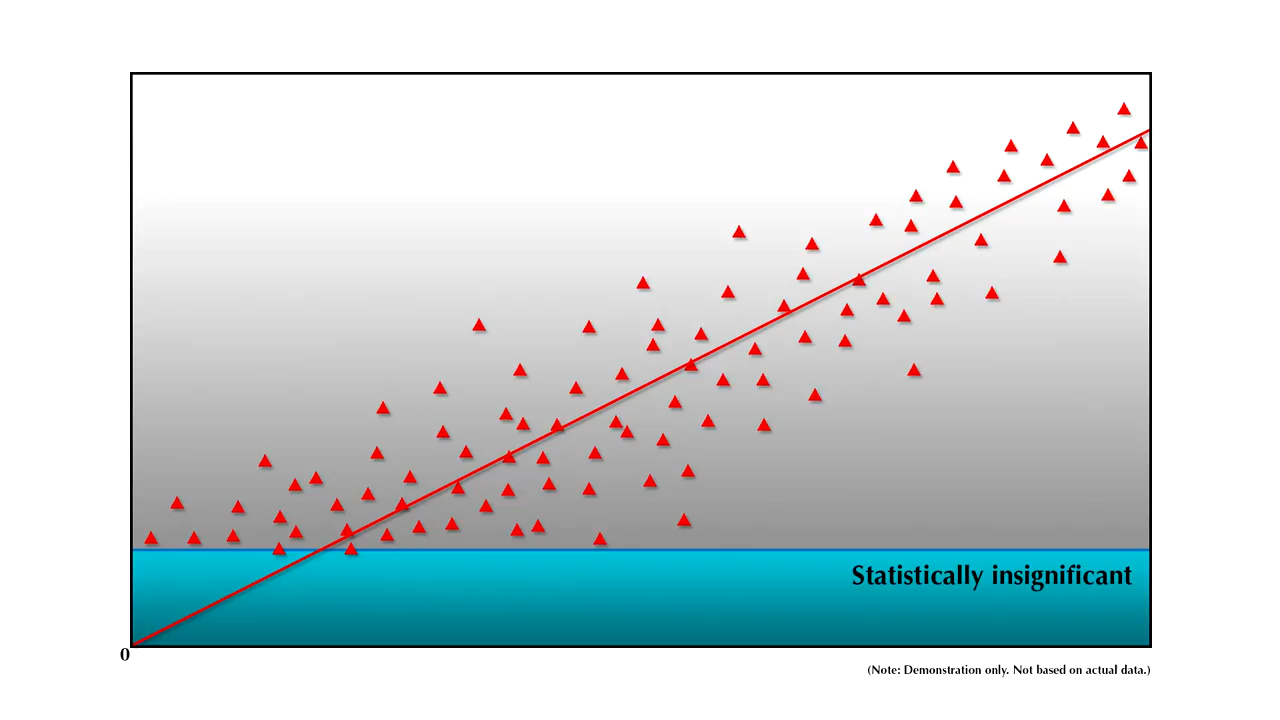 Statistically insignificant
0
(Note: Demonstration only. Not based on actual data.)